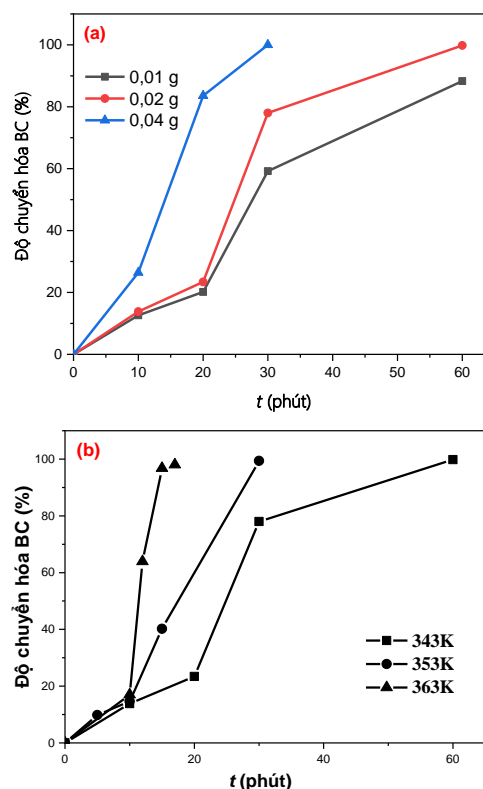 (a)
0,01 g
0,02 g
0,04 g
Độ chuyển hóa BC (%)
100
80
60
40
20
0
0 10 20 30 40 50 60
t (phút)
(b)
343K
353K
363K
Độ chuyển hóa BC (%)
100
80
60
40
20
0
0 20 40 60
t (phút)